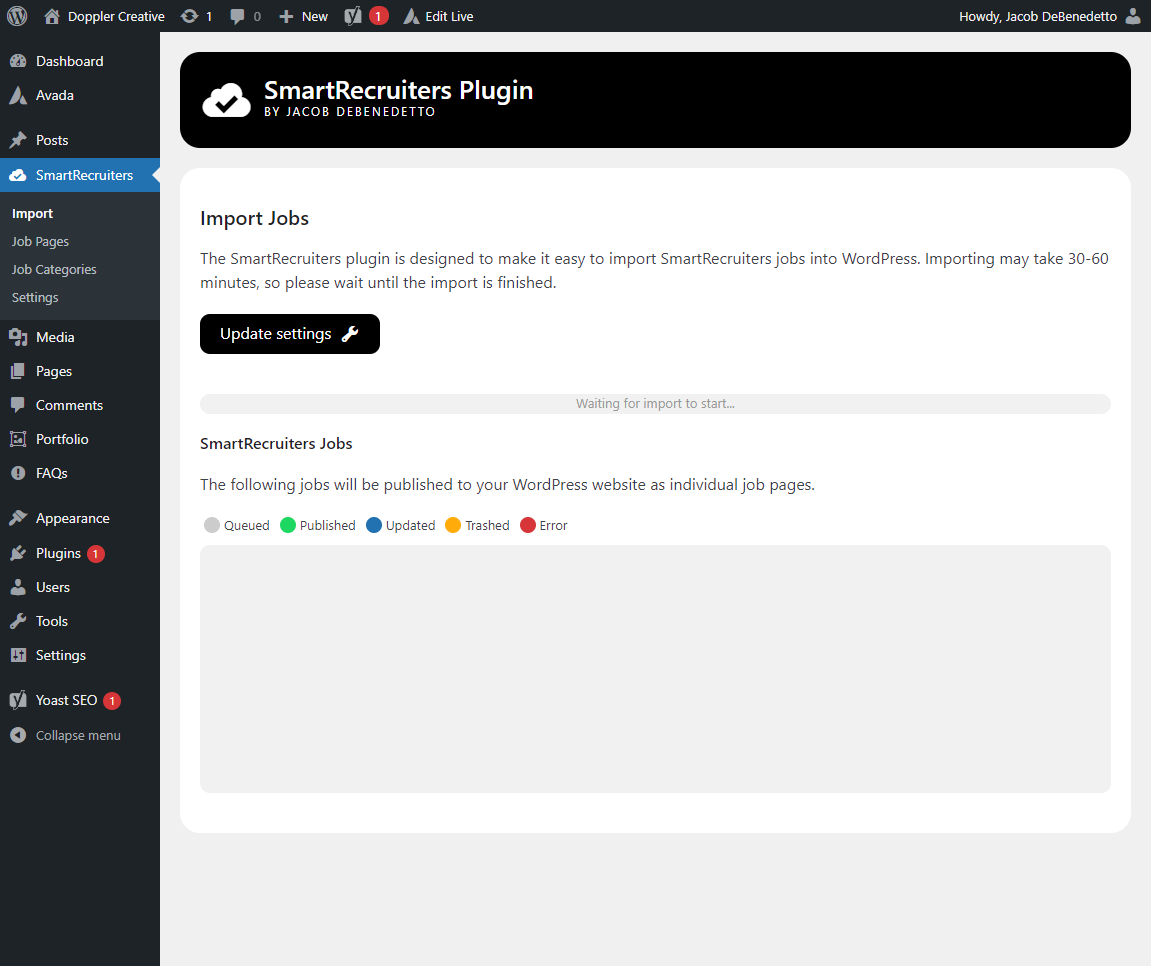 Doppler Creative
1
0
New
1
Edit Live
Howdy, Jacob DeBenedetto
Dashboard
Avada
Posts
SmartRecruiters
Import
Job Pages
Job Categories
Settings
Media
Pages
Comments
Portfolio
FAQs
Appearance
Plugins 1
Users
Tools
Settings
Yoast SEO 1
Collapse menu
SmartRecruiters Plugin
BY JACOB DEBENEDETTO
Import Jobs
The SmartRecruiters plugin is designed to make it easy to import SmartRecruiters jobs into WordPress. Importing may take 30-60
minutes, so please wait until the import is finished.
Update settings
Waiting for import to start...
SmartRecruiters Jobs
The following jobs will be published to your WordPress website as individual job pages.
Queued Published Updated Trashed Error